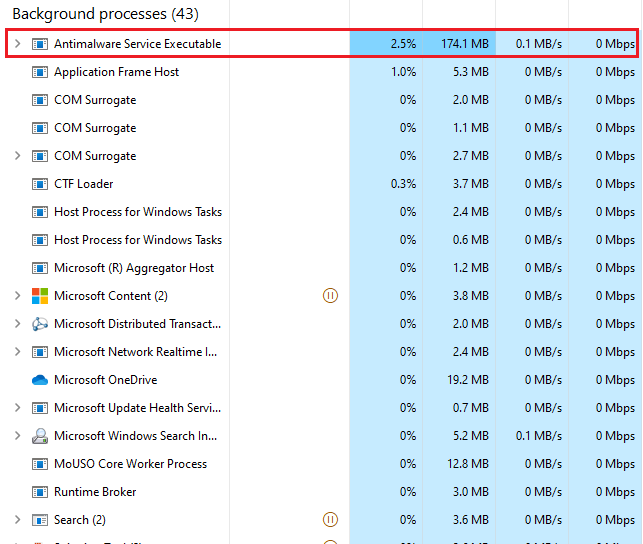 Background processes (43)
Antimalware Service Executable 2.5% 174.1 MB 0.1 MB/s 0 Mbps
Application Frame Host 1.0% 5.3 MB 0 MB/s 0 Mbps
COM Surrogate 0% 2.0 MB 0 MB/s 0 Mbps
COM Surrogate 0% 1.1 MB 0 MB/s 0 Mbps
COM Surrogate 0% 2.7 MB 0 MB/s 0 Mbps
CTF Loader 0.3% 3.7 MB 0 MB/s 0 Mbps
Host Process for Windows Tasks 0% 2.4 MB 0 MB/s 0 Mbps
Host Process for Windows Tasks 0% 0.6 MB 0 MB/s 0 Mbps
Microsoft (R) Aggregator Host 0% 1.2 MB 0 MB/s 0 Mbps
Microsoft Content (2) 0% 3.8 MB 0 MB/s 0 Mbps
Microsoft Distributed Transact... 0% 2.0 MB 0 MB/s 0 Mbps
Microsoft Network Realtime I... 0% 2.4 MB 0 MB/s 0 Mbps
Microsoft OneDrive 0% 19.2 MB 0 MB/s 0 Mbps
Microsoft Update Health Servi... 0% 0.7 MB 0 MB/s 0 Mbps
Microsoft Windows Search In... 0% 5.2 MB 0.1 MB/s 0 Mbps
MoUSO Core Worker Process 0% 12.8 MB 0 MB/s 0 Mbps
Runtime Broker 0% 3.0 MB 0 MB/s 0 Mbps
Search (2) 0% 3.6 MB 0 MB/s 0 Mbps